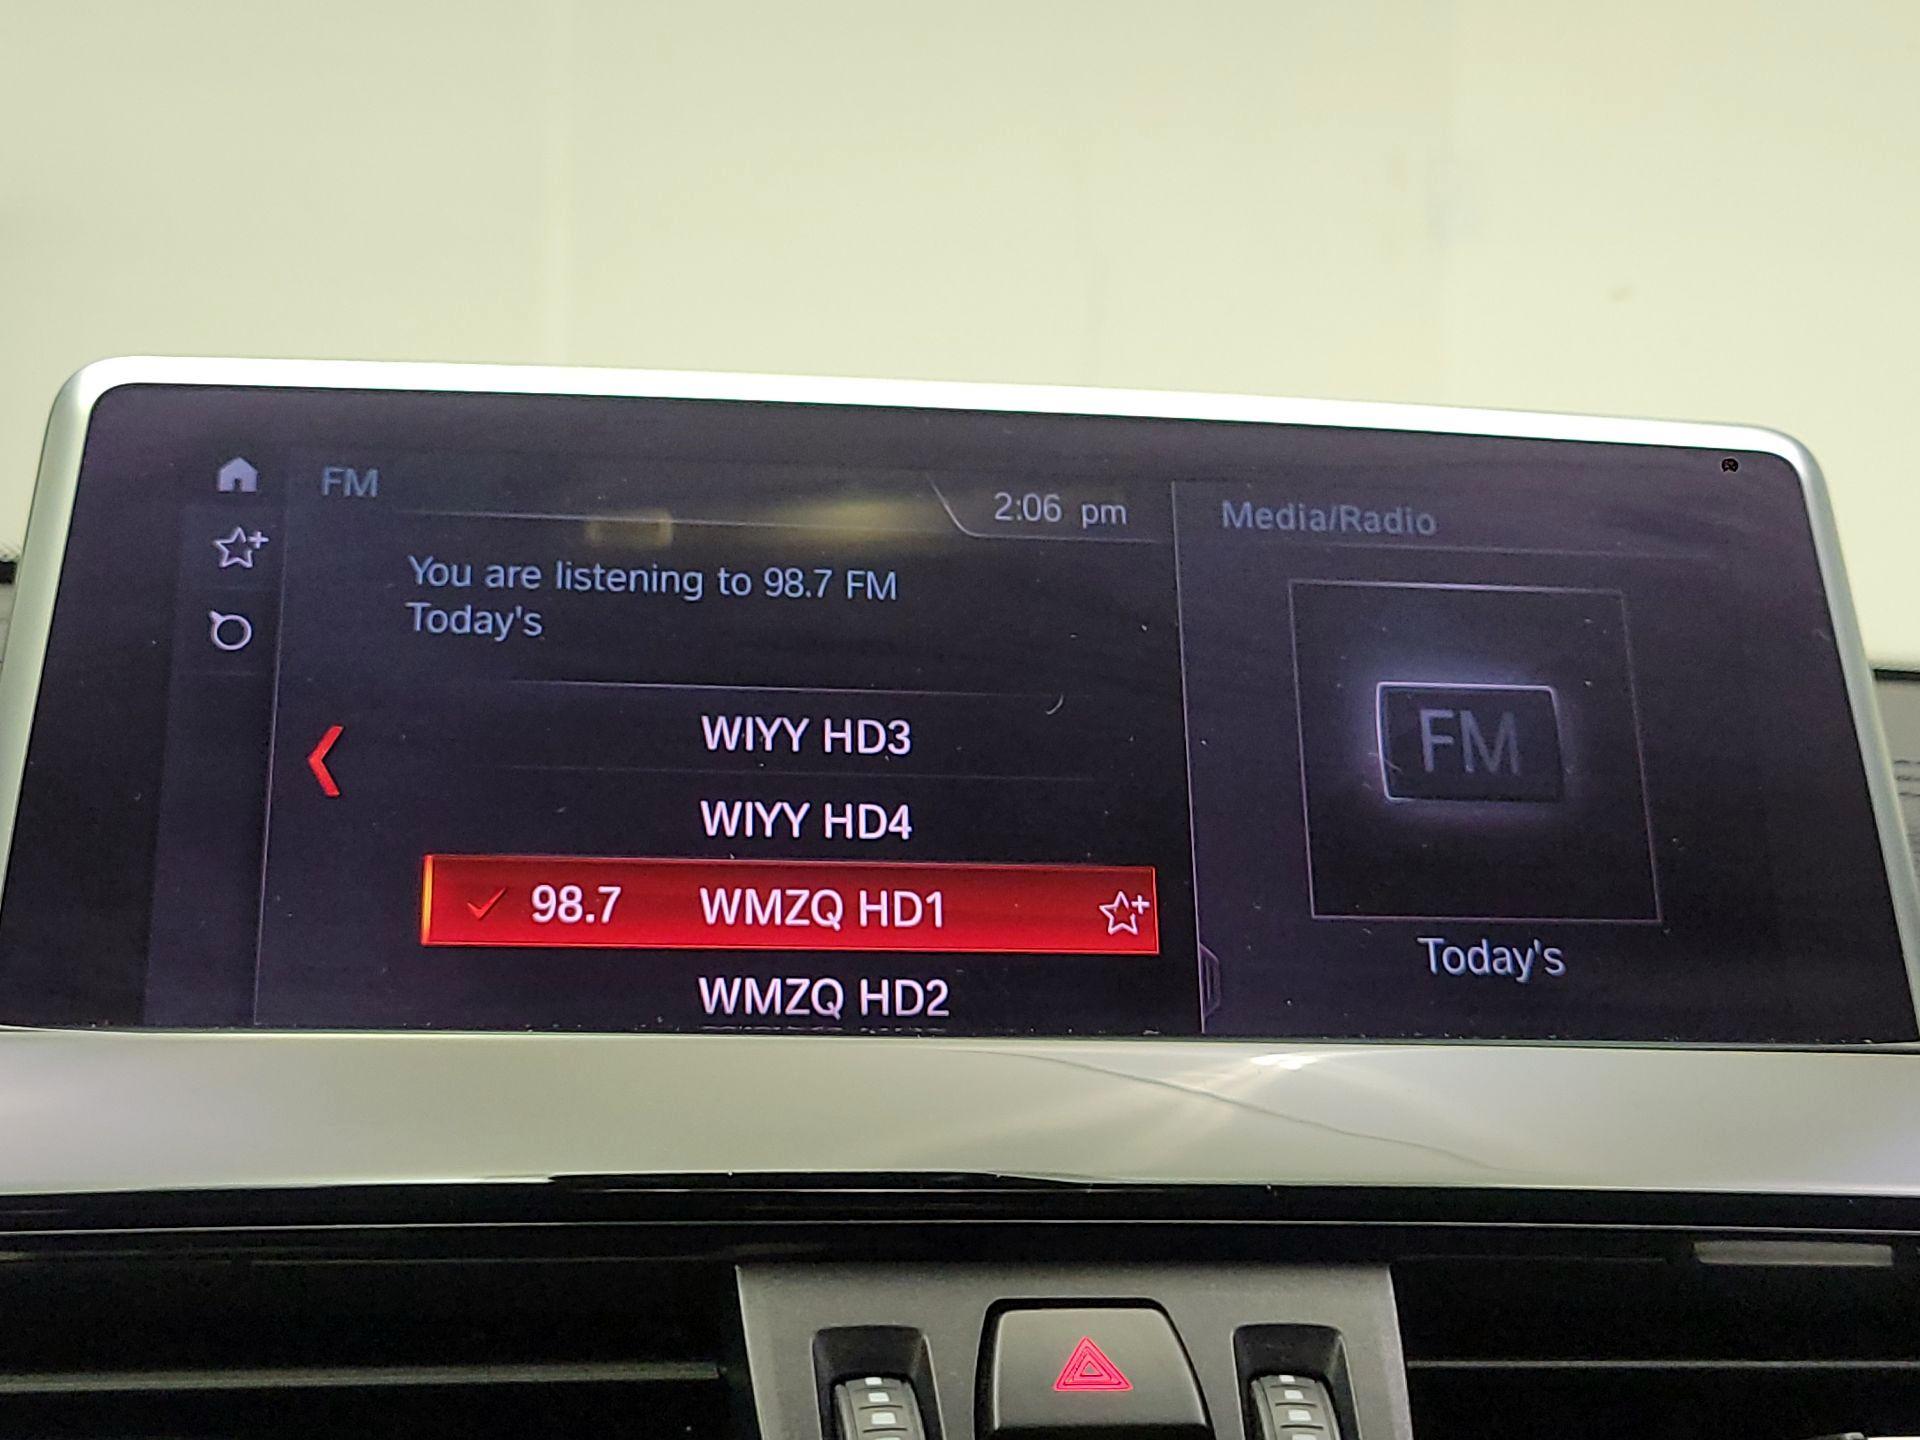 FM
2:06 pm
Media/Radio
You are listening to 98.7 FM
Today's
WIYY HD3
WIYY HD4
98.7 WMZQ HD1
WMZQ HD2
FM
Today's